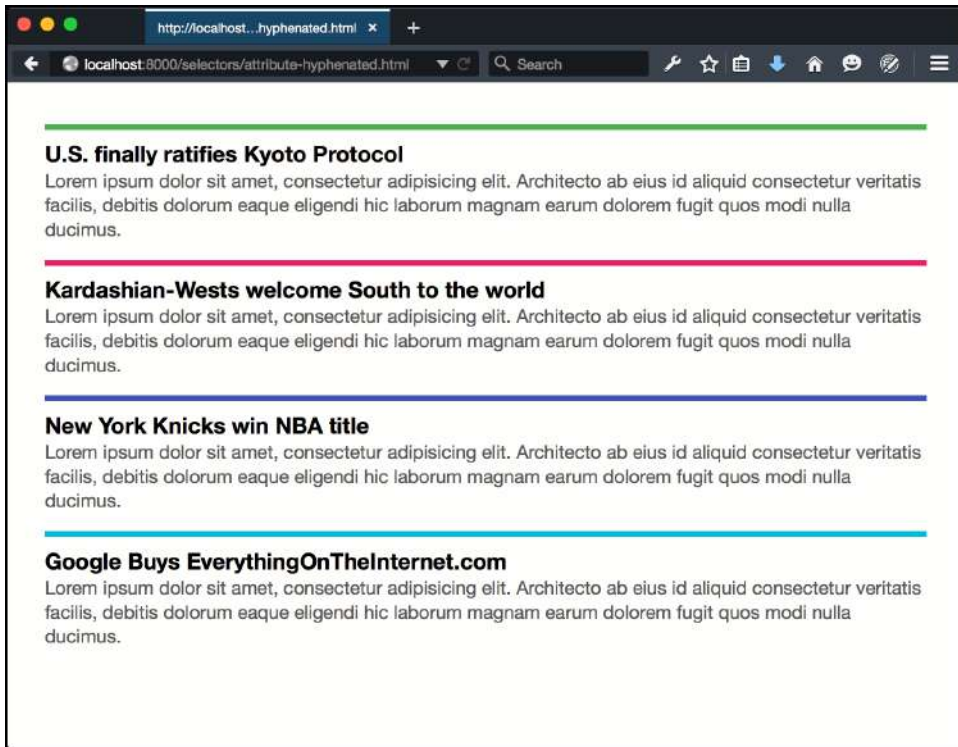 http://localhost...hyphenated.html × +
localhost:8000/selectors/attribute-hyphenated.html Search
U.S. finally ratifies Kyoto Protocol
Lorem ipsum dolor sit amet, consectetur adipisicing elit. Architecto ab eius id aliquid consectetur veritatis
facilis, debitis dolorum eaque eligendi hic laborum magnam earum dolorem fugit quos modi nulla
ducimus.
Kardashian-Wests welcome South to the world
Lorem ipsum dolor sit amet, consectetur adipisicing elit. Architecto ab eius id aliquid consectetur veritatis
facilis, debitis dolorum eaque eligendi hic laborum magnam earum dolorem fugit quos modi nulla
ducimus.
New York Knicks win NBA title
Lorem ipsum dolor sit amet, consectetur adipisicing elit. Architecto ab eius id aliquid consectetur veritatis
facilis, debitis dolorum eaque eligendi hic laborum magnam earum dolorem fugit quos modi nulla
ducimus.
Google Buys EverythingOnTheInternet.com
Lorem ipsum dolor sit amet, consectetur adipisicing elit. Architecto ab eius id aliquid consectetur veritatis
facilis, debitis dolorum eaque eligendi hic laborum magnam earum dolorem fugit quos modi nulla
ducimus.